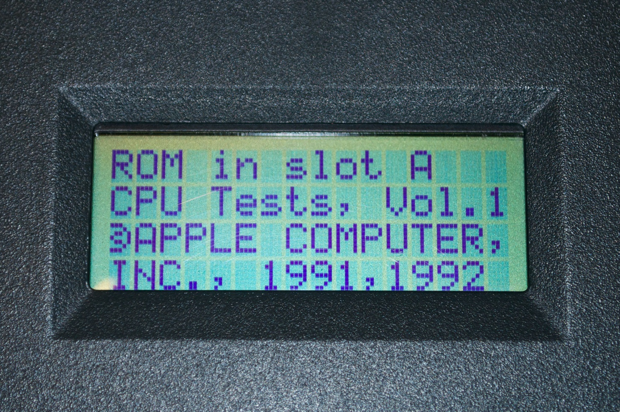 ROM in slot A
CPU Tests, Vol.1
©APPLE COMPUTER,
INC., 1991,1992